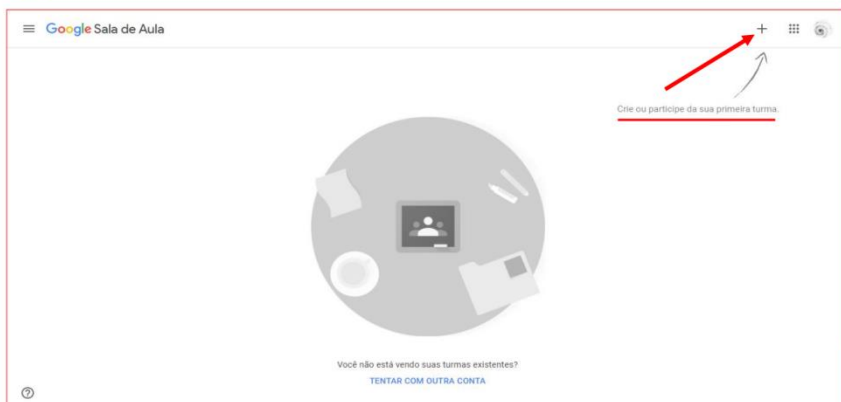 Google Sala de Aula
Crie ou participe da sua primeira turma.
Você não está vendo suas turmas existentes?
TENTAR COM OUTRA CONTA